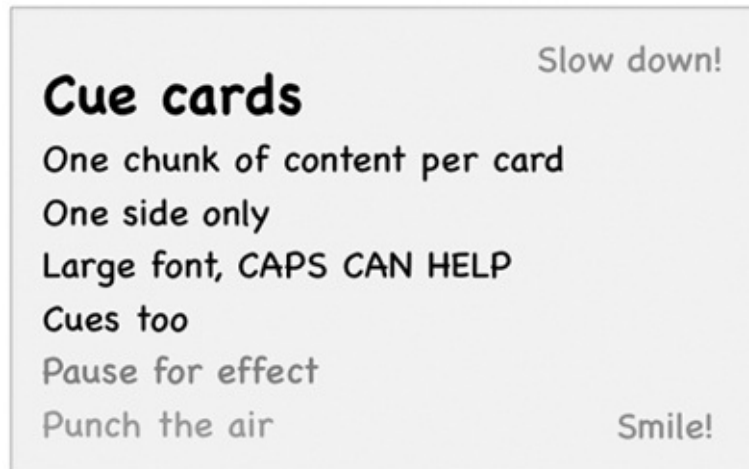 Slow down!
Cue cards
One chunk of content per card
One side only
Large font, CAPS CAN HELP
Cues too
Pause for effect
Punch the air
Smile!